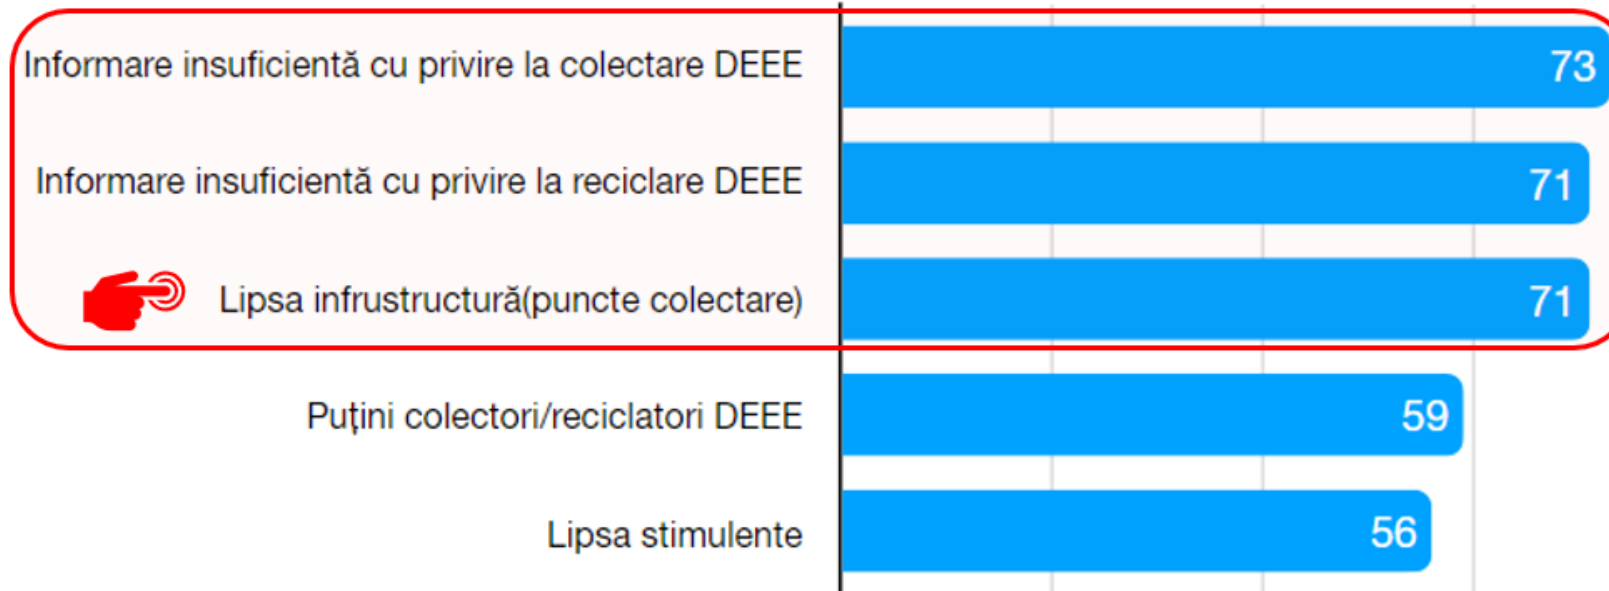 Informare insuficientă cu privire la colectare DEEE 73
Informare insuficientă cu privire la reciclare DEEE 71
Lipsa infrustructură(puncte colectare) 71
Puțini colectori/reciclatori DEEE 59
Lipsa stimulente 56